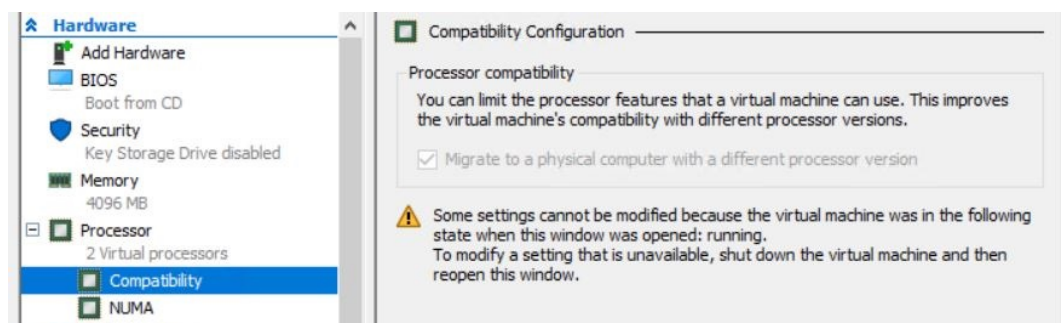 Hardware
Add Hardware
BIOS
Boot from CD
Security
Key Storage Drive disabled
Memory
4096 MB
Processor
2 Virtual processors
Compatibility
NUMA
Compatibility Configuration
Processor compatibility
You can limit the processor features that a virtual machine can use. This improves
the virtual machine's compatibility with different processor versions.
Migrate to a physical computer with a different processor version
Some settings cannot be modified because the virtual machine was in the following
state when this window was opened: running.
To modify a setting that is unavailable, shut down the virtual machine and then
reopen this window.